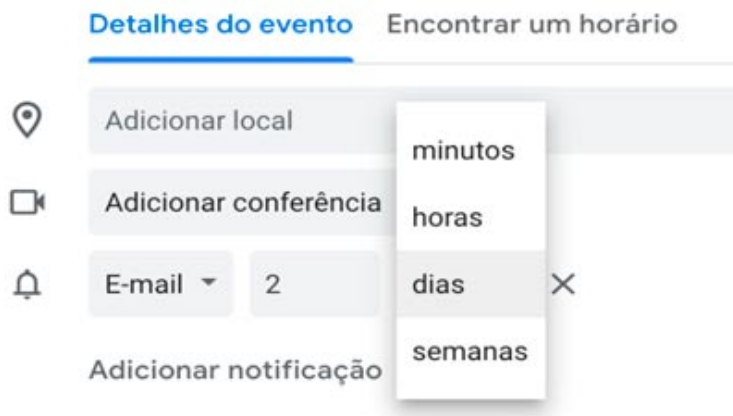 Detalhes do evento Encontrar um horário
Adicionar local
minutos
Adicionar conferência
horas
E-mail 2 dias
semanas
Adicionar notificação